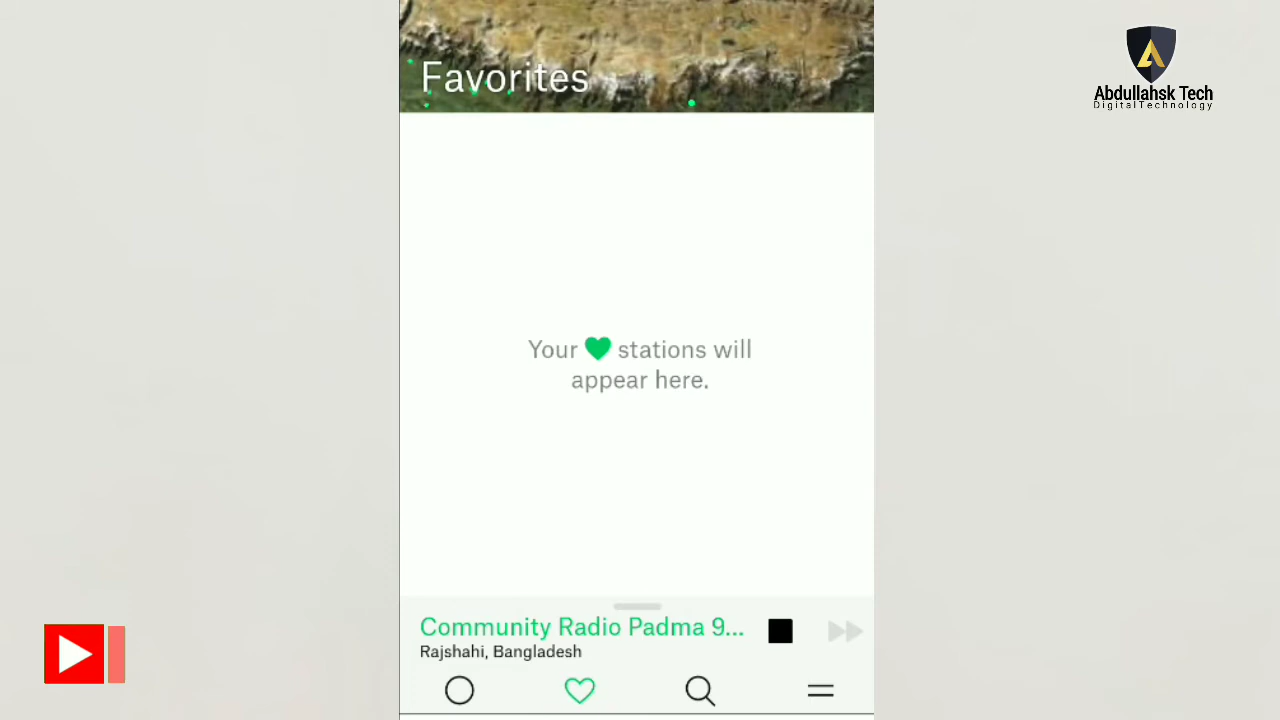 Favorites
Abdullahsk Tech
DigitalTechnology
Your 💚 stations will
appear here.
Community Radio Padma 9...
Rajshahi, Bangladesh